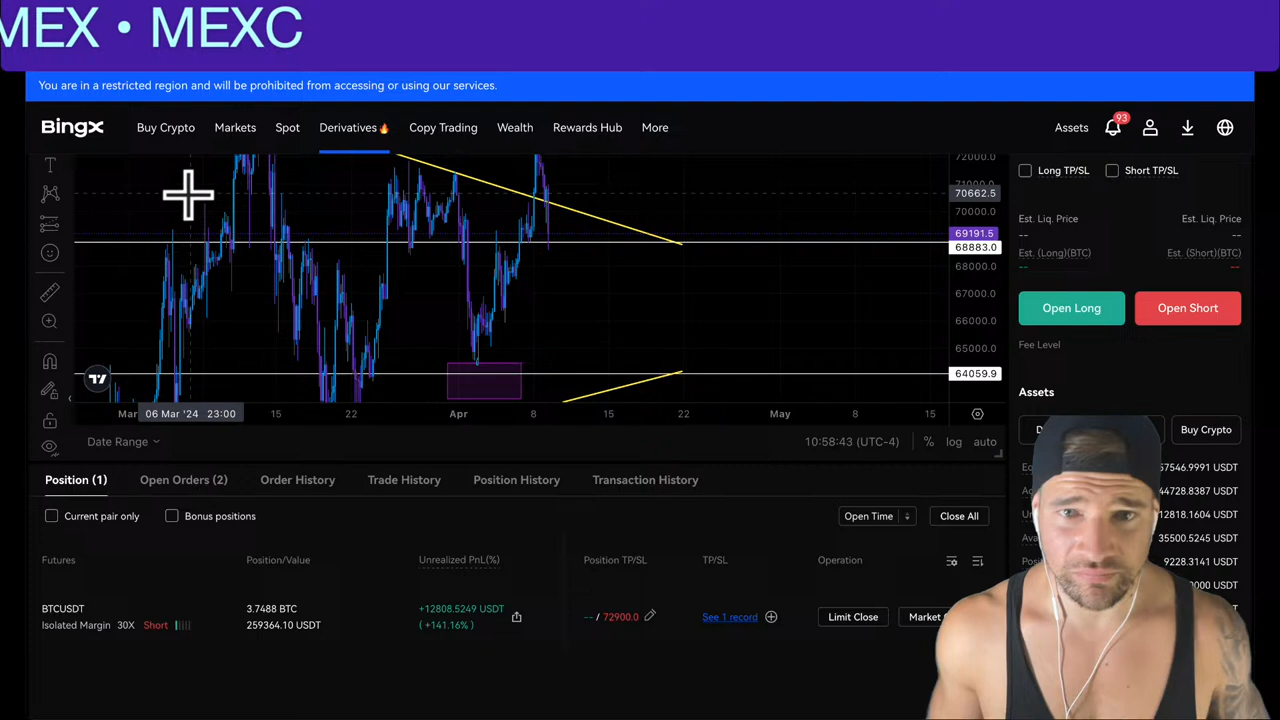 MEX • MEXC
You are in a restricted region and will be prohibited from accessing or using our services.
BingX Buy Crypto Markets Spot Derivatives🔥 Copy Trading Wealth Rewards Hub More Assets 93
72000.0
71000.0
70662.5
70000.0
69191.5
68883.0
68000.0
67000.0
66000.0
65000.0
64059.9
Mar 06 Mar '24 23:00 15 22 Apr 8 15 22 May 8 15
Date Range 10:58:43 (UTC-4) % log auto
Long TP/SL Short TP/SL
Est. Liq. Price Est. Liq. Price
-- --
Est. (Long)(BTC) Est. (Short)(BTC)
-- --
Open Long Open Short
Fee Level
Assets
Buy Crypto
57546.9991 USDT
44728.8387 USDT
12818.1604 USDT
35500.5245 USDT
9228.3141 USDT
0000 USDT
0000 USDT
Position (1) Open Orders (2) Order History Trade History Position History Transaction History
Current pair only Bonus positions Open Time Close All
Futures Position/Value Unrealized PnL(%) Position TP/SL TP/SL Operation
BTCUSDT 3.7488 BTC +12808.5249 USDT -- / 72900.0 See 1 record Limit Close Market
Isolated Margin 30X Short 259364.10 USDT ( +141.16% )